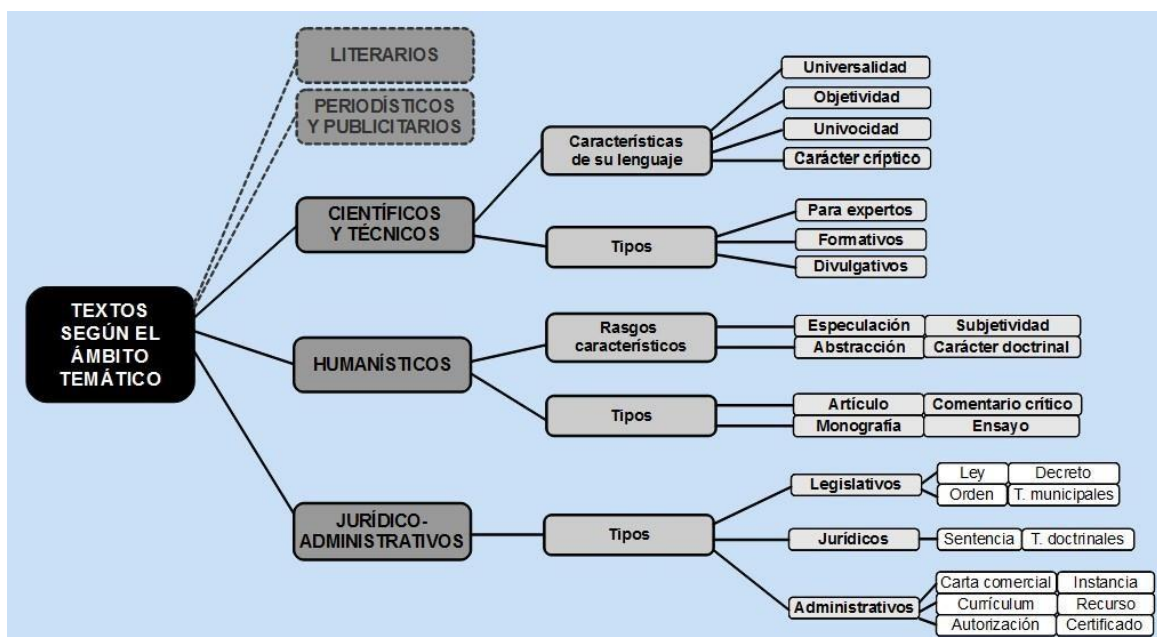 TEXTOS
SEGÚN EL
ÁMBITO
TEMÁTICO
LITERARIOS
PERIODÍSTICOS
Y PUBLICITARIOS
CIENTÍFICOS
Y TÉCNICOS
Características
de su lenguaje
Universalidad
Objetividad
Univocidad
Carácter críptico
Tipos
Para expertos
Formativos
Divulgativos
HUMANÍSTICOS
Rasgos
característicos
Especulación Subjetividad
Abstracción Carácter doctrinal
Tipos
Artículo Comentario crítico
Monografía Ensayo
JURÍDICO-
ADMINISTRATIVOS
Tipos
Legislativos
Ley Decreto
Orden T. municipales
Jurídicos
Sentencia T. doctrinales
Administrativos
Carta comercial Instancia
Currículum Recurso
Autorización Certificado